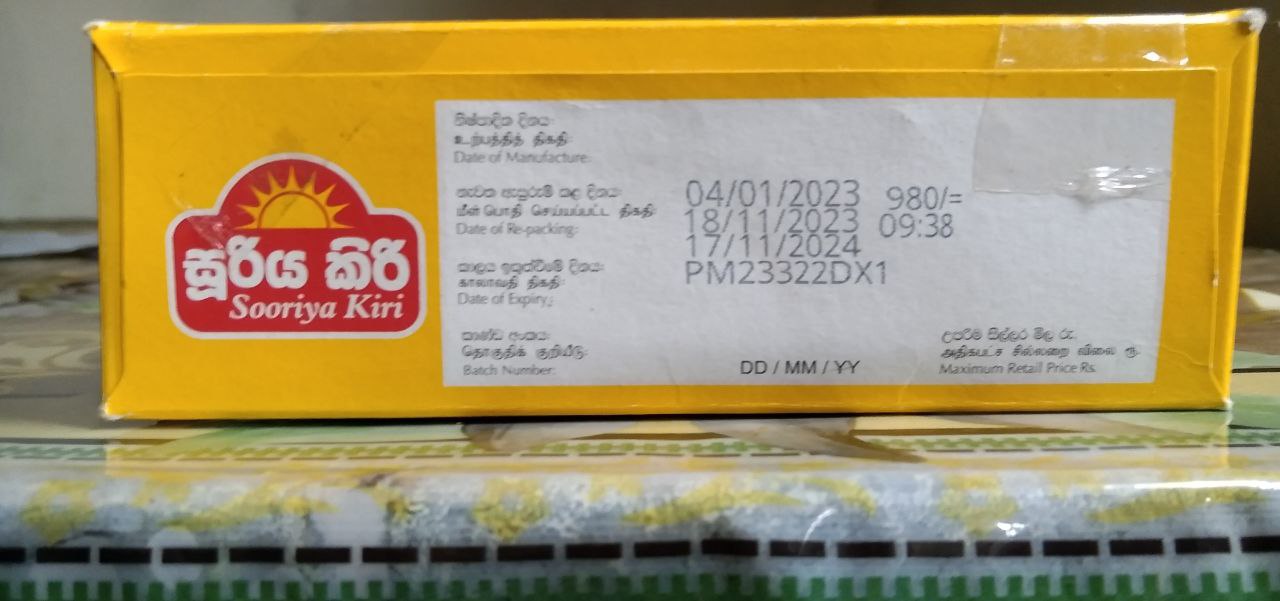 සූරිය කිරි
Sooriya Kiri
නිෂ්පාදිත දිනය:
உற்பத்தித் திகதி:
Date of Manufacture:
නැවත ඇසුරුම් කල දිනය:
மீள் பொதி செய்யப்பட்ட திகதி:
Date of Re-packing:
කාලය ඉකුත්වීමේ දිනය:
காலாவதி திகதி:
Date of Expiry:
කාණ්ඩ අංකය:
தொகுதிக் குறியீடு:
Batch Number:
04/01/2023 980/=
18/11/2023 09:38
17/11/2024
PM23322DX1
DD / MM / YY
උපරිම සිල්ලර මිල රු.
அதிகபட்ச சில்லறை விலை ரூ.
Maximum Retail Price Rs.